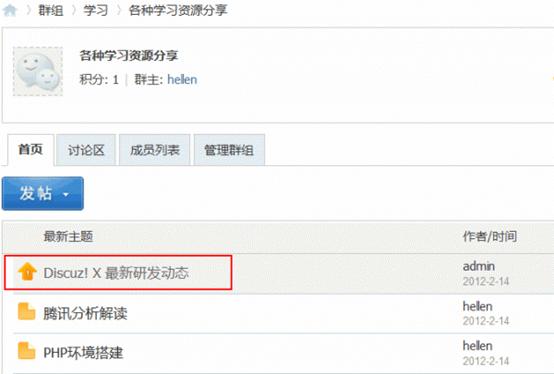 群组 〉 学习 〉 各种学习资源分享
各种学习资源分享
积分: 1 | 群主: hellen
首页 讨论区 成员列表 管理群组
发帖
最新主题 作者/时间
Discuz! X 最新研发动态 admin
2012-2-14
腾讯分析解读 hellen
2012-2-14
PHP环境搭建 hellen
2012-2-14